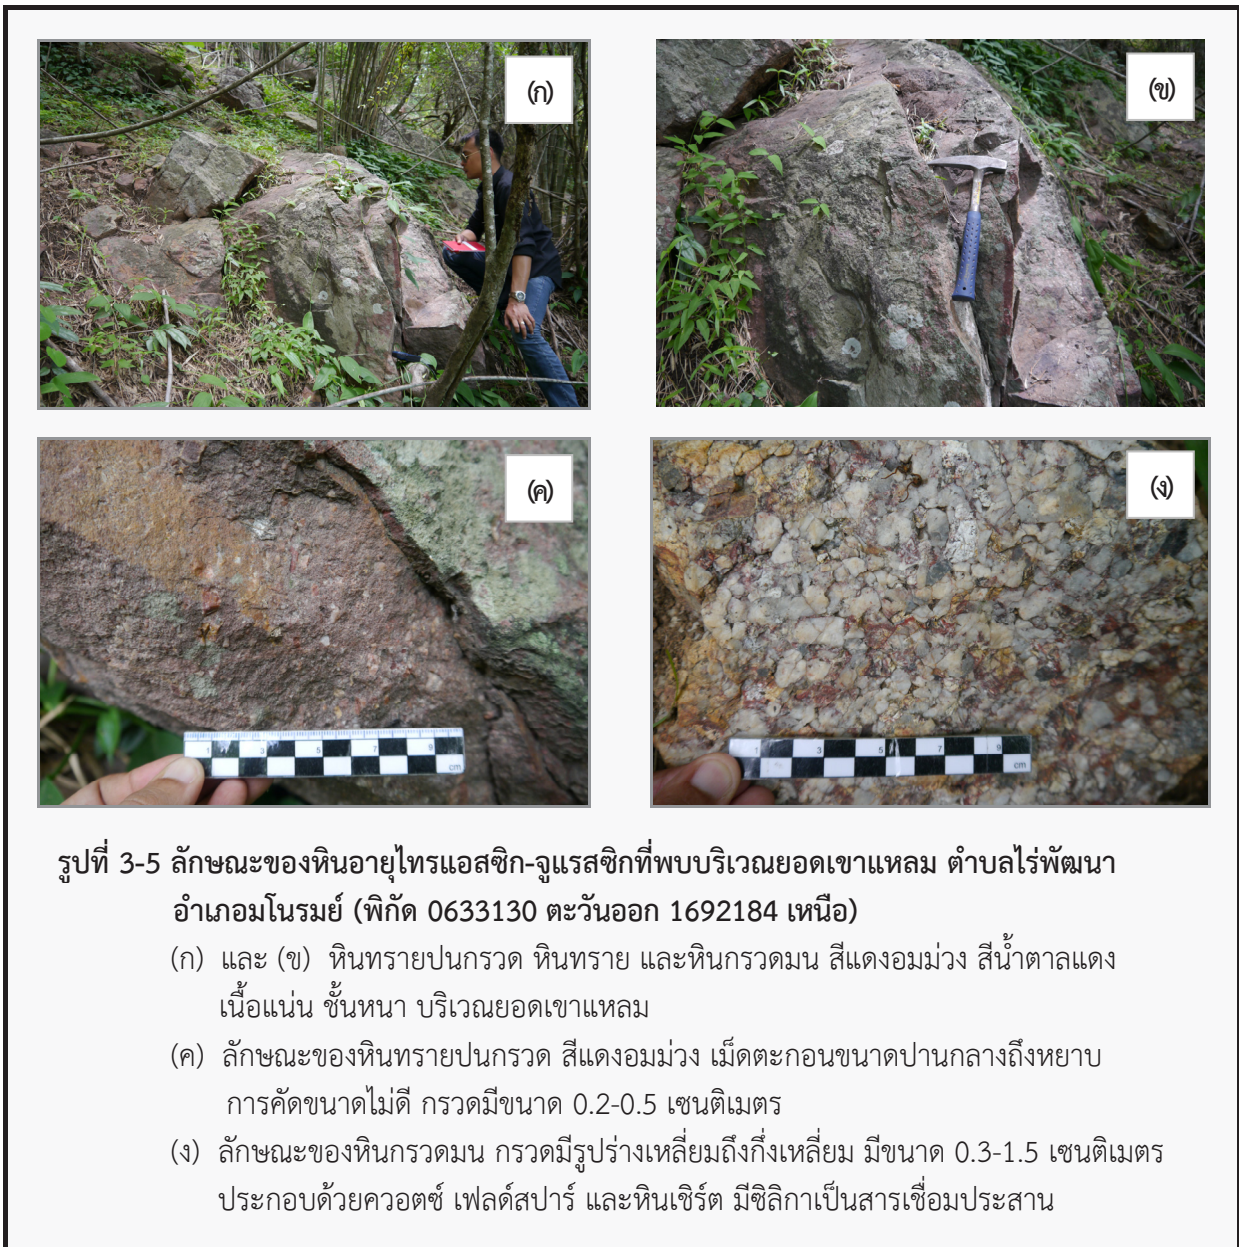 (ก)
(ข)
(ค)
1 3 5 7 9
cm
(ง)
1 3 5 7 9
cm
รูปที่ 3-5 ลักษณะของหินอายุไทรแอสซิก-จูแรสซิกที่พบบริเวณยอดเขาแหลม ตำบลไร่พัฒนา
อำเภอมโนรมย์ (พิกัด 0633130 ตะวันออก 1692184 เหนือ)
(ก) และ (ข) หินทรายปนกรวด หินทราย และหินกรวดมน สีแดงอมม่วง สีน้ำตาลแดง
เนื้อแน่น ชั้นหนา บริเวณยอดเขาแหลม
(ค) ลักษณะของหินทรายปนกรวด สีแดงอมม่วง เม็ดตะกอนขนาดปานกลางถึงหยาบ
การคัดขนาดไม่ดี กรวดมีขนาด 0.2-0.5 เซนติเมตร
(ง) ลักษณะของหินกรวดมน กรวดมีรูปร่างเหลี่ยมถึงกึ่งเหลี่ยม มีขนาด 0.3-1.5 เซนติเมตร
ประกอบด้วยควอตซ์ เฟลด์สปาร์ และหินเชิร์ต มีซิลิกาเป็นสารเชื่อมประสาน